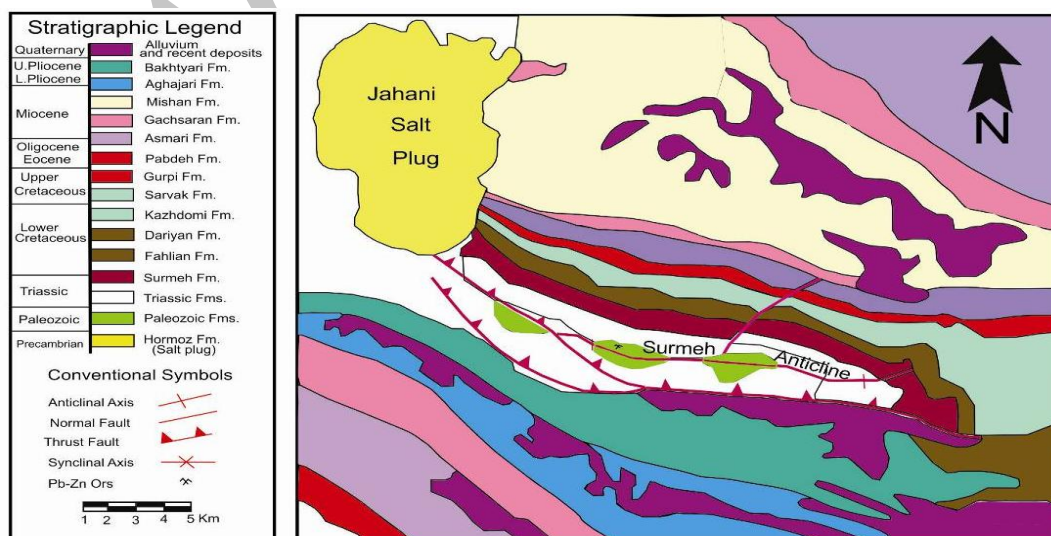 Stratigraphic Legend
Quaternary
Alluvium
and recent deposits
U.Pliocene
Bakhtyari Fm.
L.Pliocene
Aghajari Fm.
Miocene
Mishan Fm.
Gachsaran Fm.
Asmari Fm.
Oligocene
Eocene
Pabdeh Fm.
Upper
Cretaceous
Gurpi Fm.
Sarvak Fm.
Lower
Cretaceous
Kazhdomi Fm.
Dariyan Fm.
Fahlian Fm.
Surmeh Fm.
Triassic
Triassic Fms.
Paleozoic
Paleozoic Fms.
Precambrian
Hormoz Fm.
(Salt plug)
Conventional Symbols
Anticlinal Axis
Normal Fault
Thrust Fault
Synclinal Axis
Pb-Zn Ors
1 2 3 4 5 Km
Jahani
Salt
Plug
N
Surmeh
Anticline